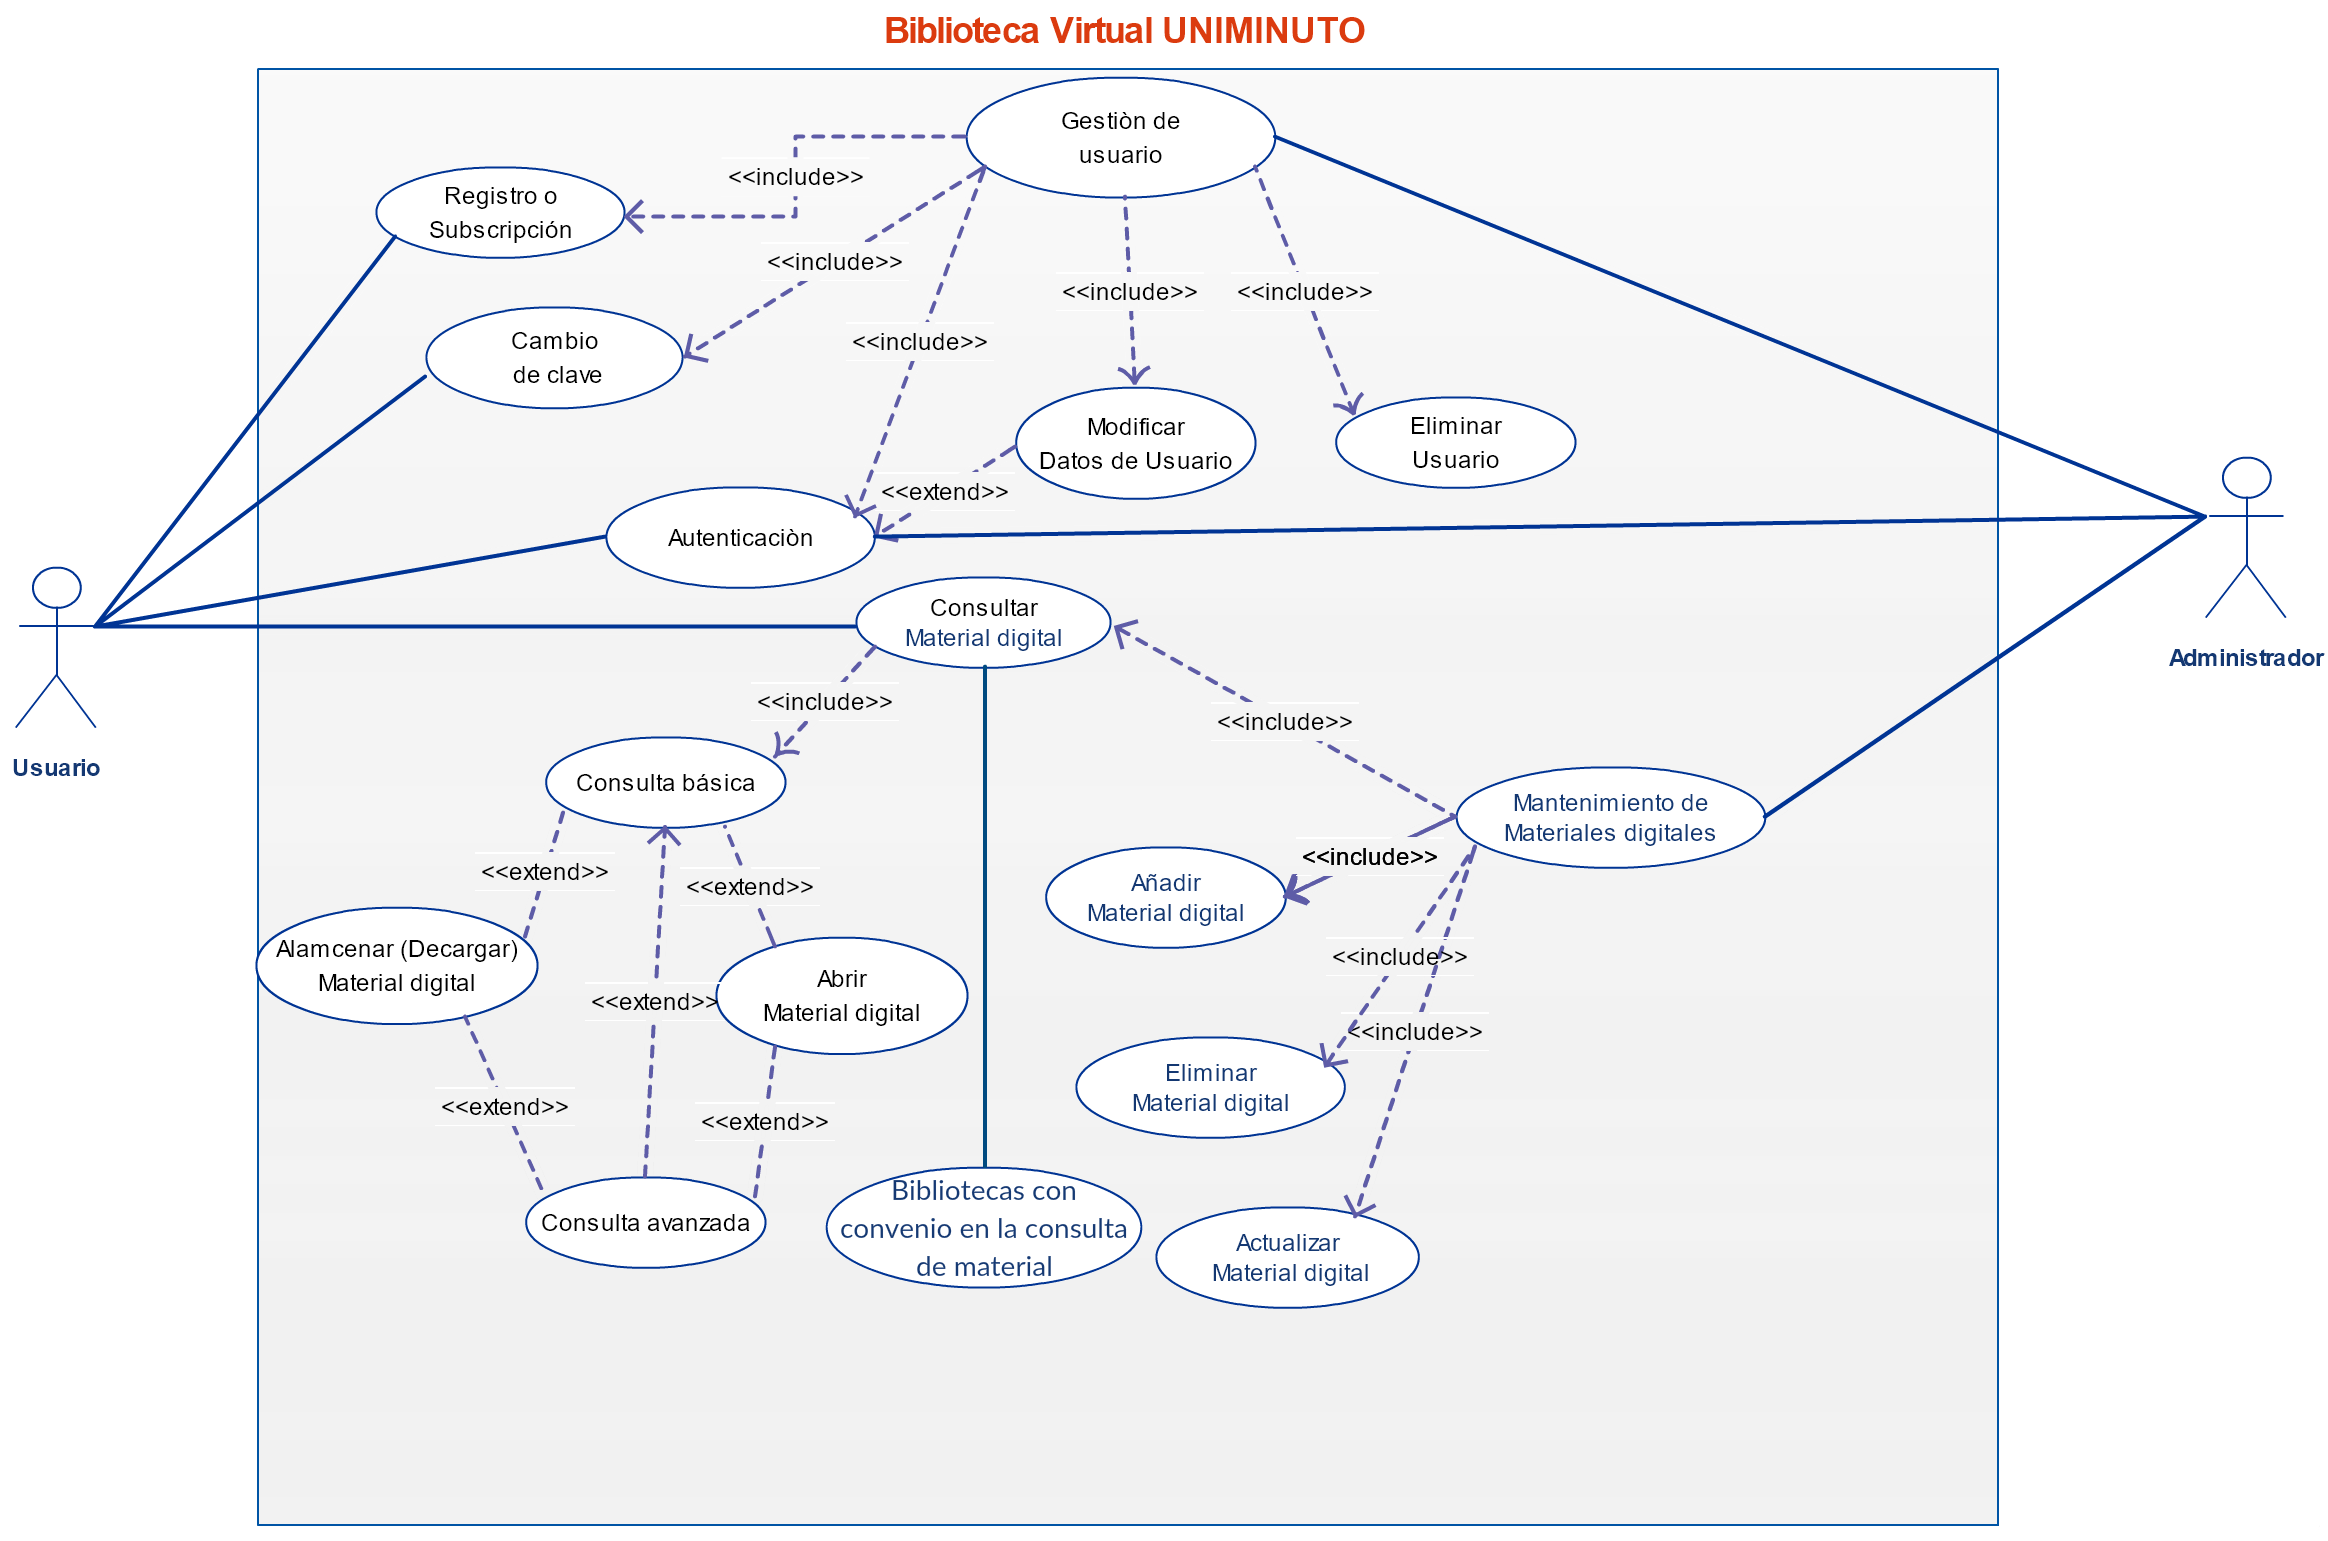 Biblioteca Virtual UNIMINUTO
Gestiòn de
usuario
<<include>>
Registro o
Subscripción
<<include>>
<<include>>
<<include>>
<<include>>
Cambio
de clave
Modificar
Datos de Usuario
Eliminar
Usuario
<<extend>>
Autenticaciòn
Consultar
Material digital
Administrador
Usuario
<<include>>
<<include>>
Consulta básica
Mantenimiento de
Materiales digitales
<<include>>
<<extend>>
<<extend>>
Añadir
Material digital
Alamcenar (Decargar)
Material digital
<<include>>
<<extend>>
Abrir
Material digital
<<include>>
Eliminar
Material digital
<<extend>>
<<extend>>
Consulta avanzada
Bibliotecas con
convenio en la consulta
de material
Actualizar
Material digital